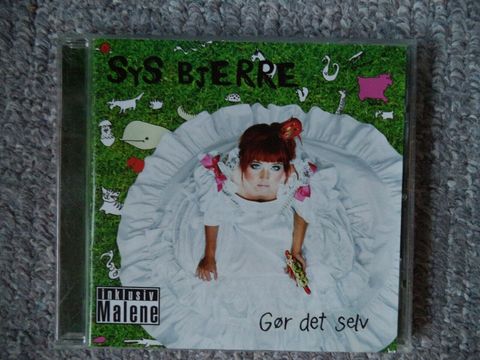 SyS BJERRE
inklusiv
Malene
Gør det selv